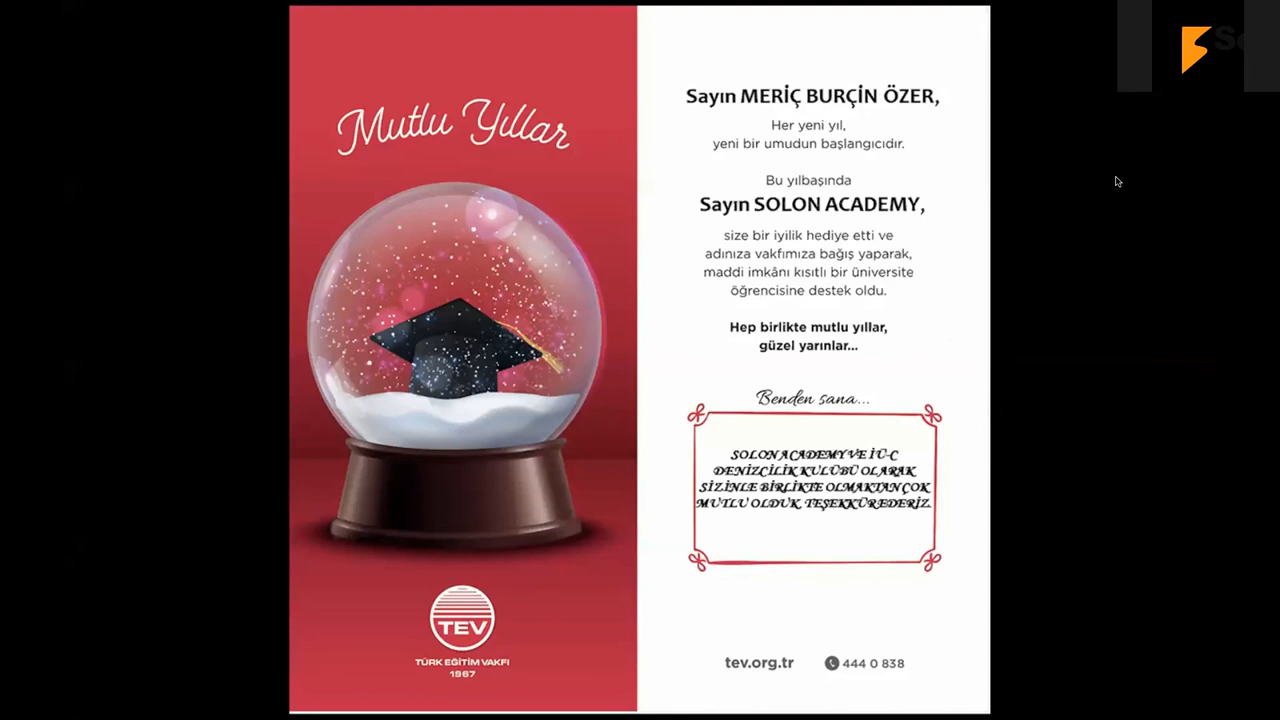 Mutlu Yıllar
TEV
TÜRK EĞİTİM VAKFI
1967
Sayın MERİÇ BURÇİN ÖZER,
Her yeni yıl,
yeni bir umudun başlangıcıdır.
Bu yılbaşında
Sayın SOLON ACADEMY,
size bir iyilik hediye etti ve
adınıza vakfımıza bağış yaparak,
maddi imkânı kısıtlı bir üniversite
öğrencisine destek oldu.
Hep birlikte mutlu yıllar,
güzel yarınlar...
Benden sana...
SOLON ACADEMY VE İÜ-C
DENİZCİLİK KULÜBÜ OLARAK
SİZİNLE BİRLİKTE OLMAKTAN ÇOK
MUTLU OLDUK. TEŞEKKÜR EDERİZ.
tev.org.tr 444 0 838